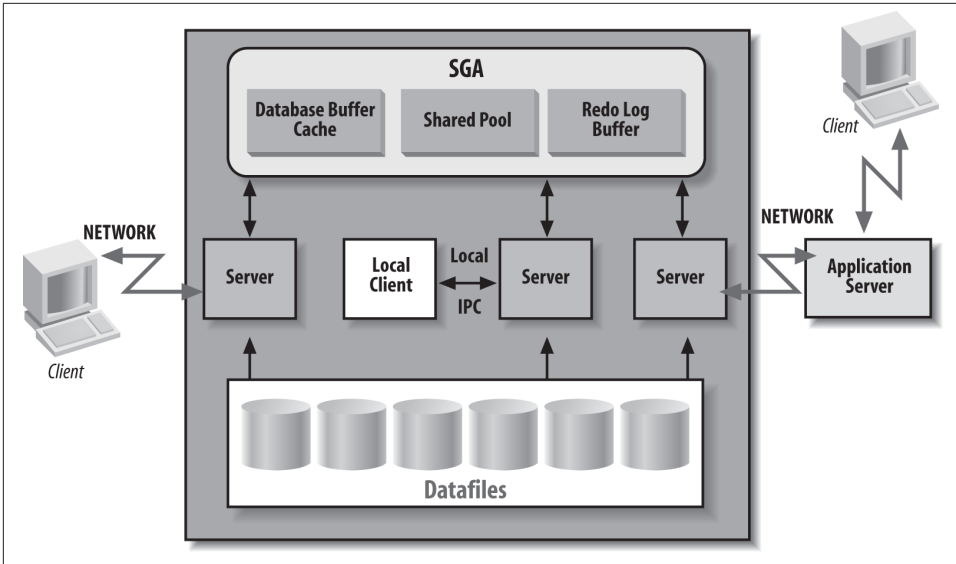 SGA
Database Buffer
Cache
Shared Pool
Redo Log
Buffer
Client
NETWORK
NETWORK
Server
Local
Client
Local
IPC
Server
Server
Application
Server
Client
Datafiles